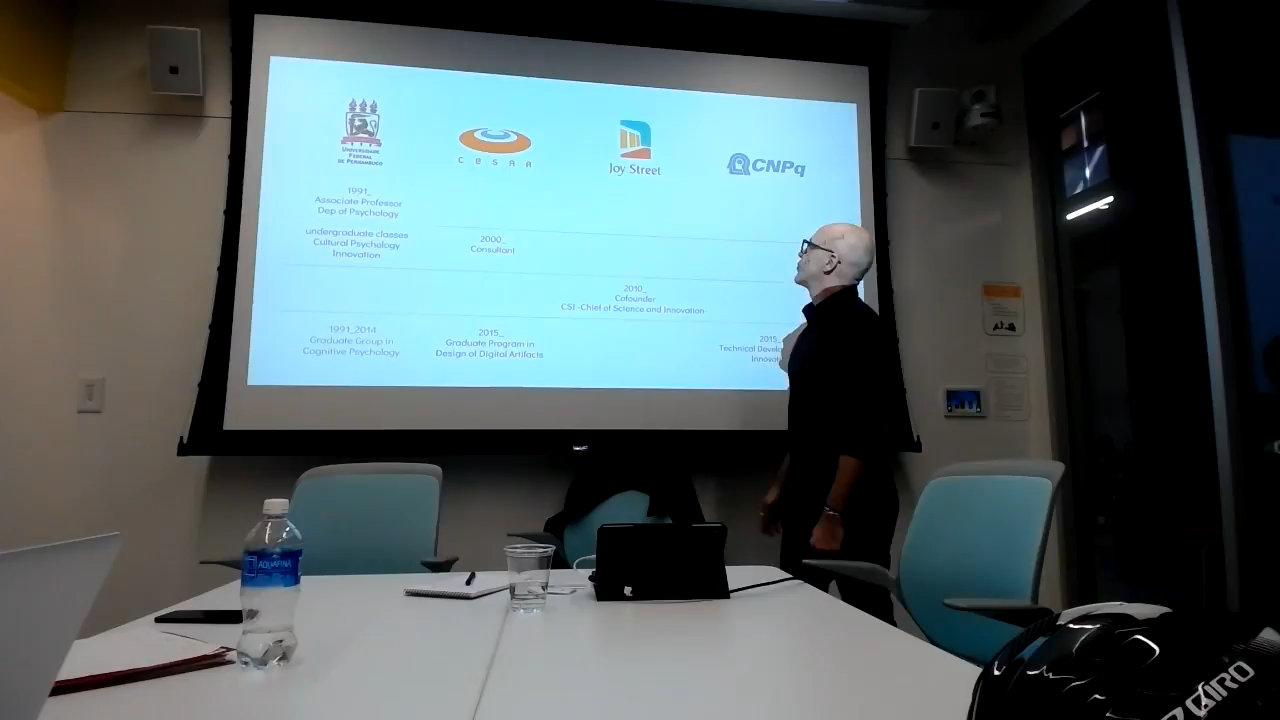 UNIVERSIDADE
FEDERAL
DE PERNAMBUCO
CESAR
Joy Street
CNPq
1991_
Associate Professor
Dep of Psychology
undergraduate classes
Cultural Psychology
Innovation
2000_
Consultant
2010_
Cofounder
CSI -Chief of Science and Innovation-
1991_2014
Graduate Group in
Cognitive Psychology
2015_
Graduate Program in
Design of Digital Artifacts
2015_
Technical Develo
Innovat
AQUAFINA
GIRO